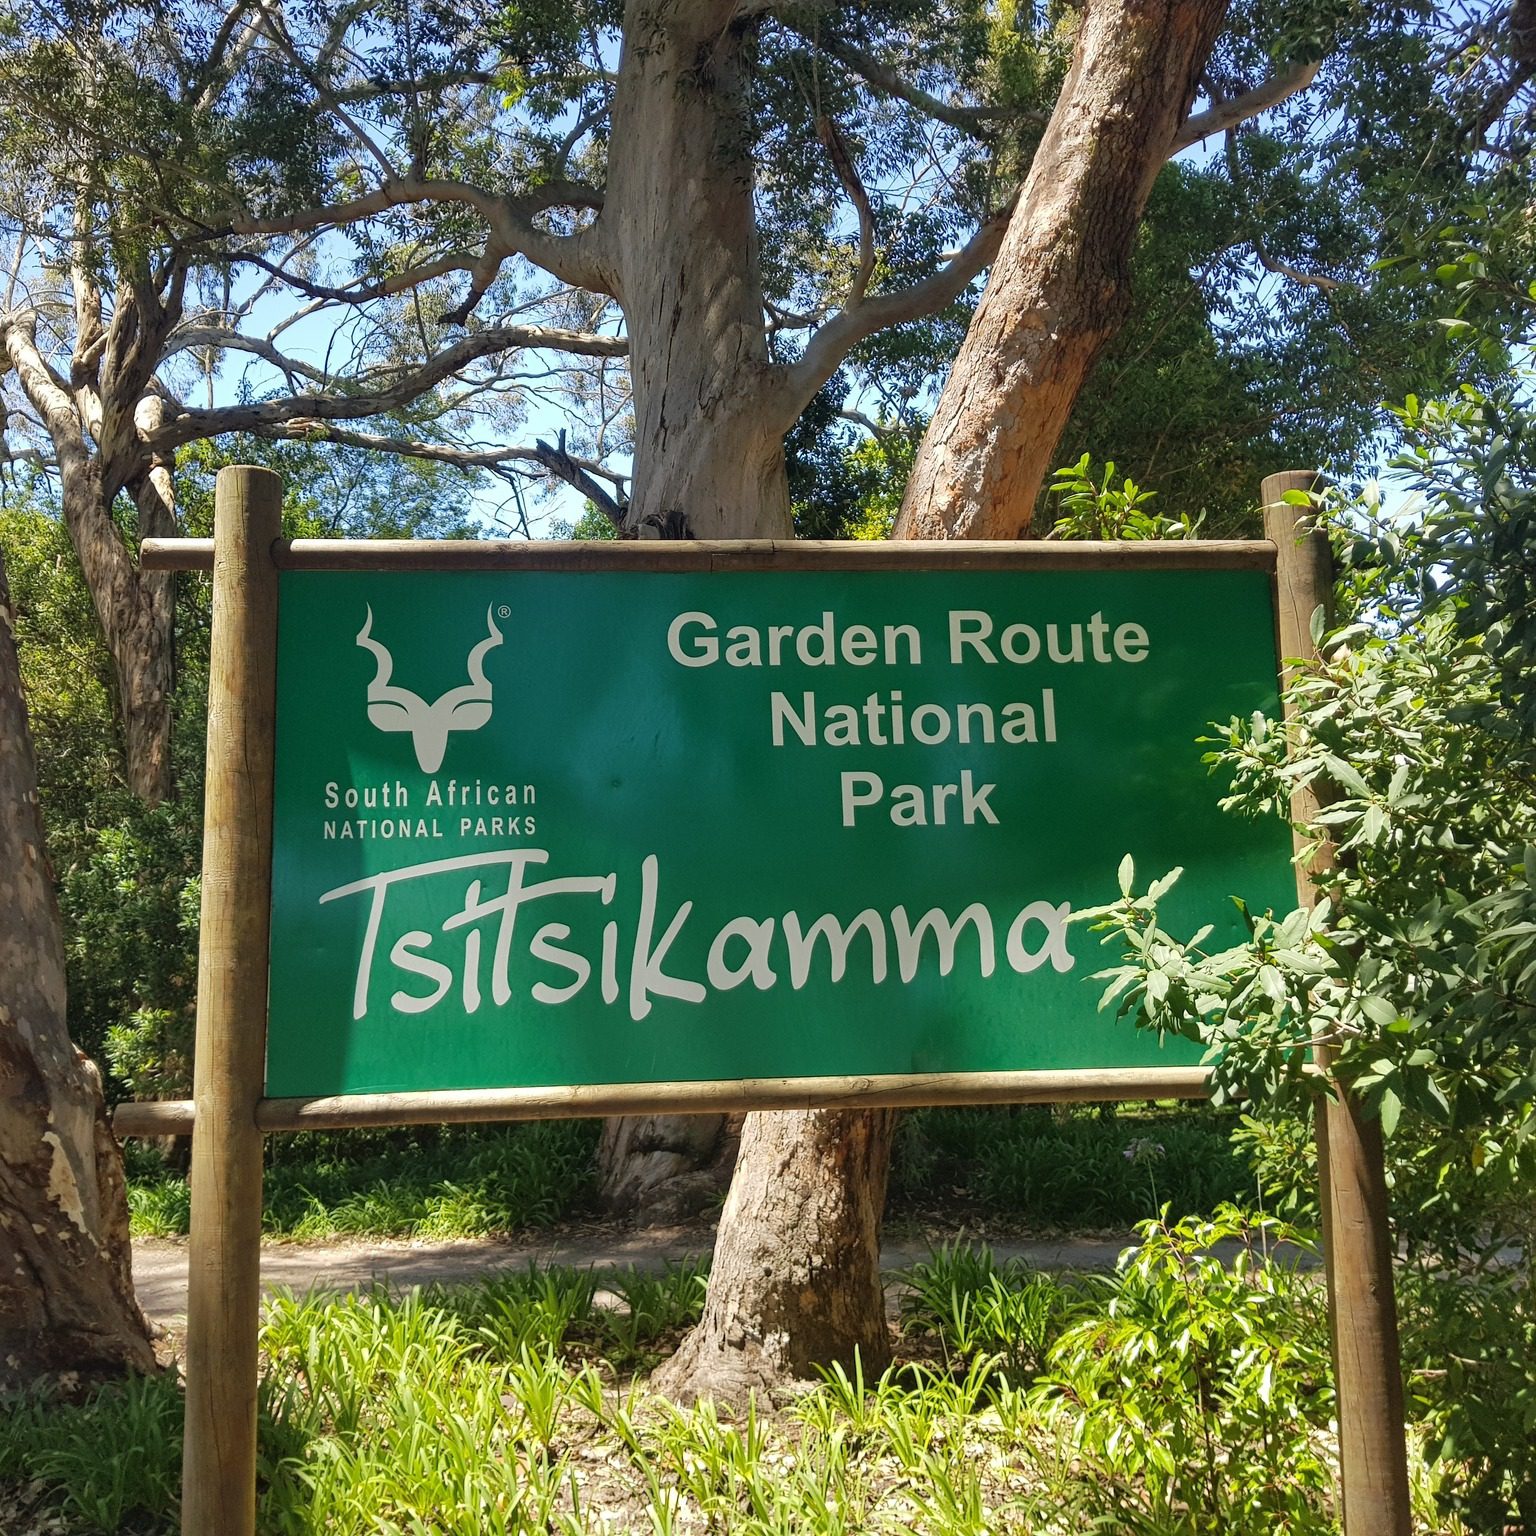 ®
South African
NATIONAL PARKS
Garden Route
National
Park
Tsitsikamma